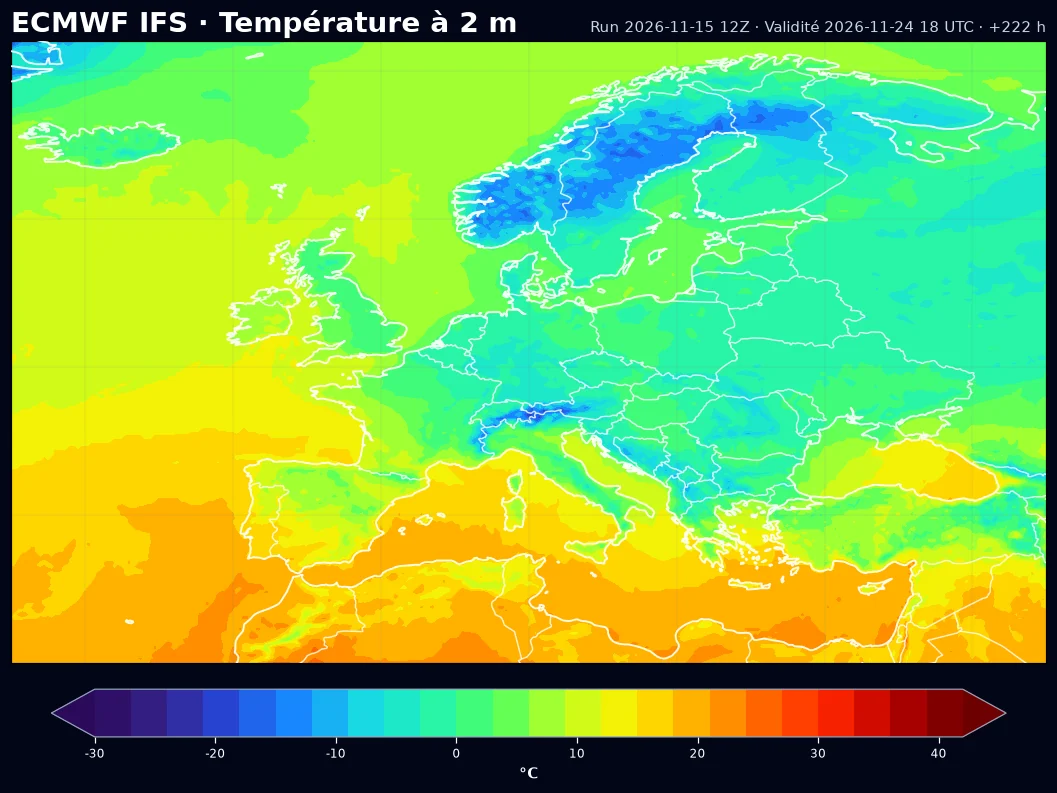 ECMWF IFS · Température à 2 m
Run 2026-11-15 12Z · Validité 2026-11-24 18 UTC · +222 h
-30 -20 -10 0 10 20 30 40
°C